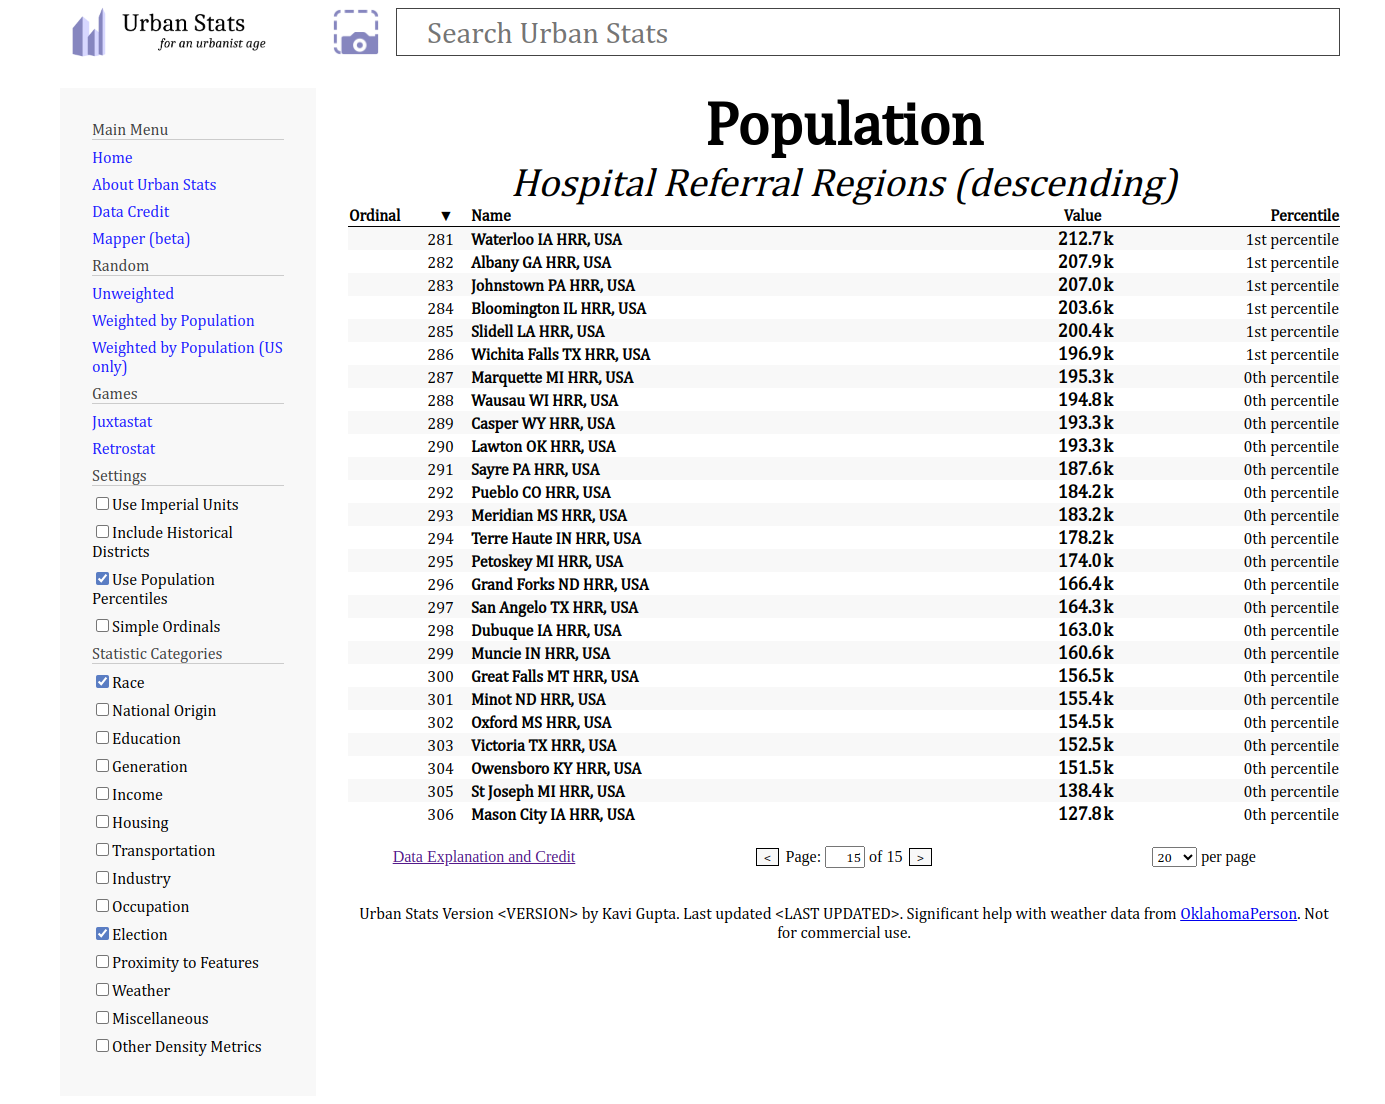 Urban Stats
for an urbanist age
Search Urban Stats
Main Menu
Home
About Urban Stats
Data Credit
Mapper (beta)
Random
Unweighted
Weighted by Population
Weighted by Population (US
only)
Games
Juxtastat
Retrostat
Settings
Use Imperial Units
Include Historical
Districts
Use Population
Percentiles
Simple Ordinals
Statistic Categories
Race
National Origin
Education
Generation
Income
Housing
Transportation
Industry
Occupation
Election
Proximity to Features
Weather
Miscellaneous
Other Density Metrics
Population
Hospital Referral Regions (descending)
Ordinal ▼ Name Value Percentile
281 Waterloo IA HRR, USA 212.7k 1st percentile
282 Albany GA HRR, USA 207.9k 1st percentile
283 Johnstown PA HRR, USA 207.0k 1st percentile
284 Bloomington IL HRR, USA 203.6k 1st percentile
285 Slidell LA HRR, USA 200.4k 1st percentile
286 Wichita Falls TX HRR, USA 196.9k 1st percentile
287 Marquette MI HRR, USA 195.3k 0th percentile
288 Wausau WI HRR, USA 194.8k 0th percentile
289 Casper WY HRR, USA 193.3k 0th percentile
290 Lawton OK HRR, USA 193.3k 0th percentile
291 Sayre PA HRR, USA 187.6k 0th percentile
292 Pueblo CO HRR, USA 184.2k 0th percentile
293 Meridian MS HRR, USA 183.2k 0th percentile
294 Terre Haute IN HRR, USA 178.2k 0th percentile
295 Petoskey MI HRR, USA 174.0k 0th percentile
296 Grand Forks ND HRR, USA 166.4k 0th percentile
297 San Angelo TX HRR, USA 164.3k 0th percentile
298 Dubuque IA HRR, USA 163.0k 0th percentile
299 Muncie IN HRR, USA 160.6k 0th percentile
300 Great Falls MT HRR, USA 156.5k 0th percentile
301 Minot ND HRR, USA 155.4k 0th percentile
302 Oxford MS HRR, USA 154.5k 0th percentile
303 Victoria TX HRR, USA 152.5k 0th percentile
304 Owensboro KY HRR, USA 151.5k 0th percentile
305 St Joseph MI HRR, USA 138.4k 0th percentile
306 Mason City IA HRR, USA 127.8k 0th percentile
Data Explanation and Credit < Page: 15 of 15 > 20 per page
Urban Stats Version <VERSION> by Kavi Gupta. Last updated <LAST UPDATED>. Significant help with weather data from OklahomaPerson. Not
for commercial use.